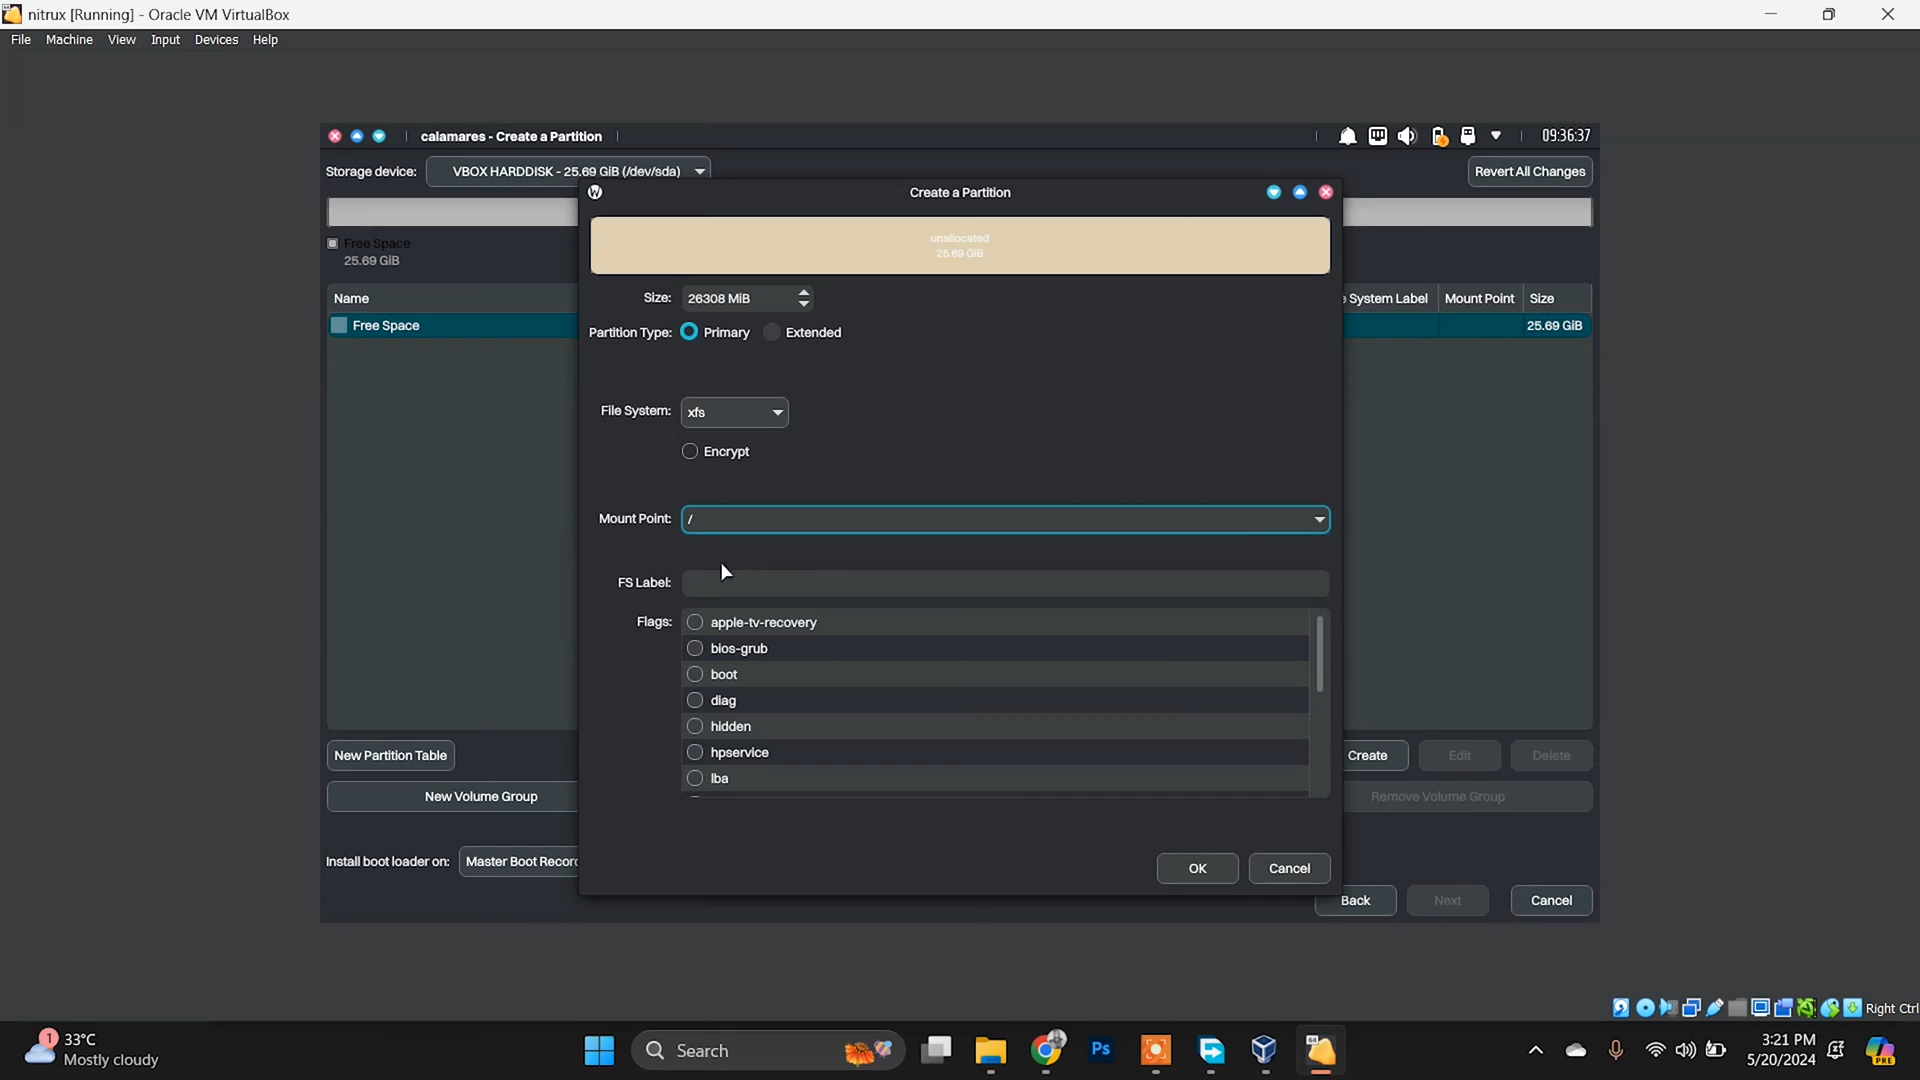 nitrux [Running] - Oracle VM VirtualBox
File Machine View Input Devices Help
calamares - Create a Partition
09:36:37
Storage device: VBOX HARDDISK - 25.69 GiB (/dev/sda)
Revert All Changes
Create a Partition
unallocated
25.69 GiB
Free Space
25.69 GiB
Size: 26308 MiB
Name
System Label Mount Point Size
Free Space
25.69 GiB
Partition Type: Primary Extended
File System: xfs
Encrypt
Mount Point: /
FS Label:
Flags: apple-tv-recovery
bios-grub
boot
diag
hidden
hpservice
lba
New Partition Table
Create Edit Delete
New Volume Group
Remove Volume Group
Install boot loader on: Master Boot Record
OK Cancel
Back Next Cancel
Right Ctrl
1
33°C
Mostly cloudy
Search
Ps
64
3:21 PM
5/20/2024
PRE